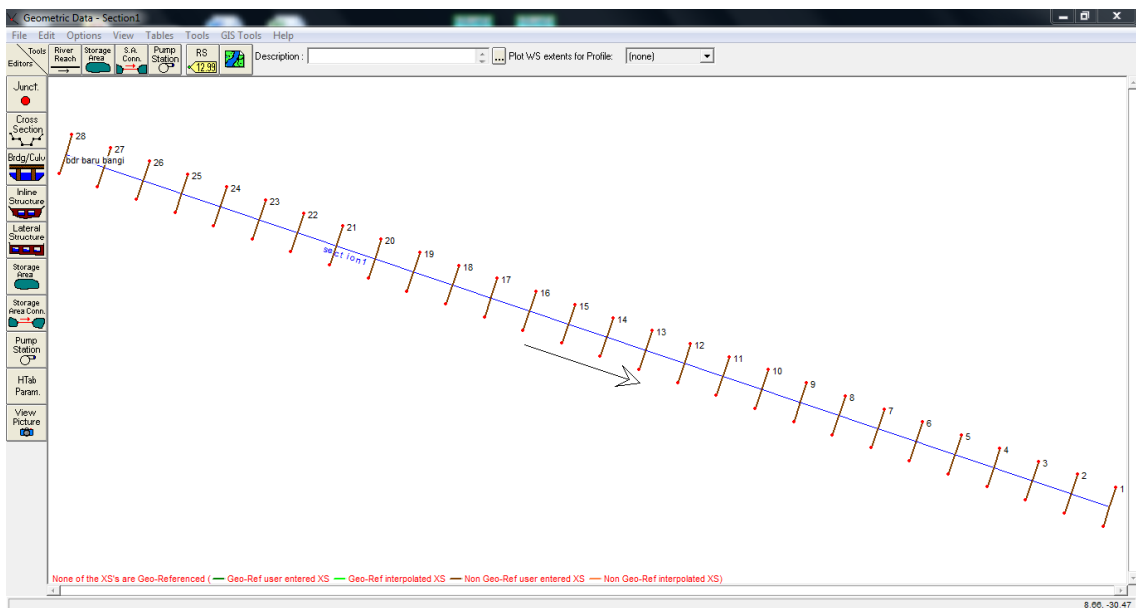 Geometric Data - Section1
File Edit Options View Tables Tools GIS Tools Help
Tools
Editors
River Reach
Storage Area
S.A. Conn.
Pump Station
RS
12.99
Description :
...
Plot WS extents for Profile:
(none)
Junct.
Cross Section
Brdg/Culv
Inline Structure
Lateral Structure
Storage Area
Storage Area Conn.
Pump Station
HTab Param.
View Picture
28
bdr baru bangi
27
26
25
24
23
22
21
section1
20
19
18
17
16
15
14
13
12
11
10
9
8
7
6
5
4
3
2
1
None of the XS's are Geo-Referenced ( Geo-Ref user entered XS Geo-Ref interpolated XS Non Geo-Ref user entered XS Non Geo-Ref interpolated XS)
8.66, -30.47